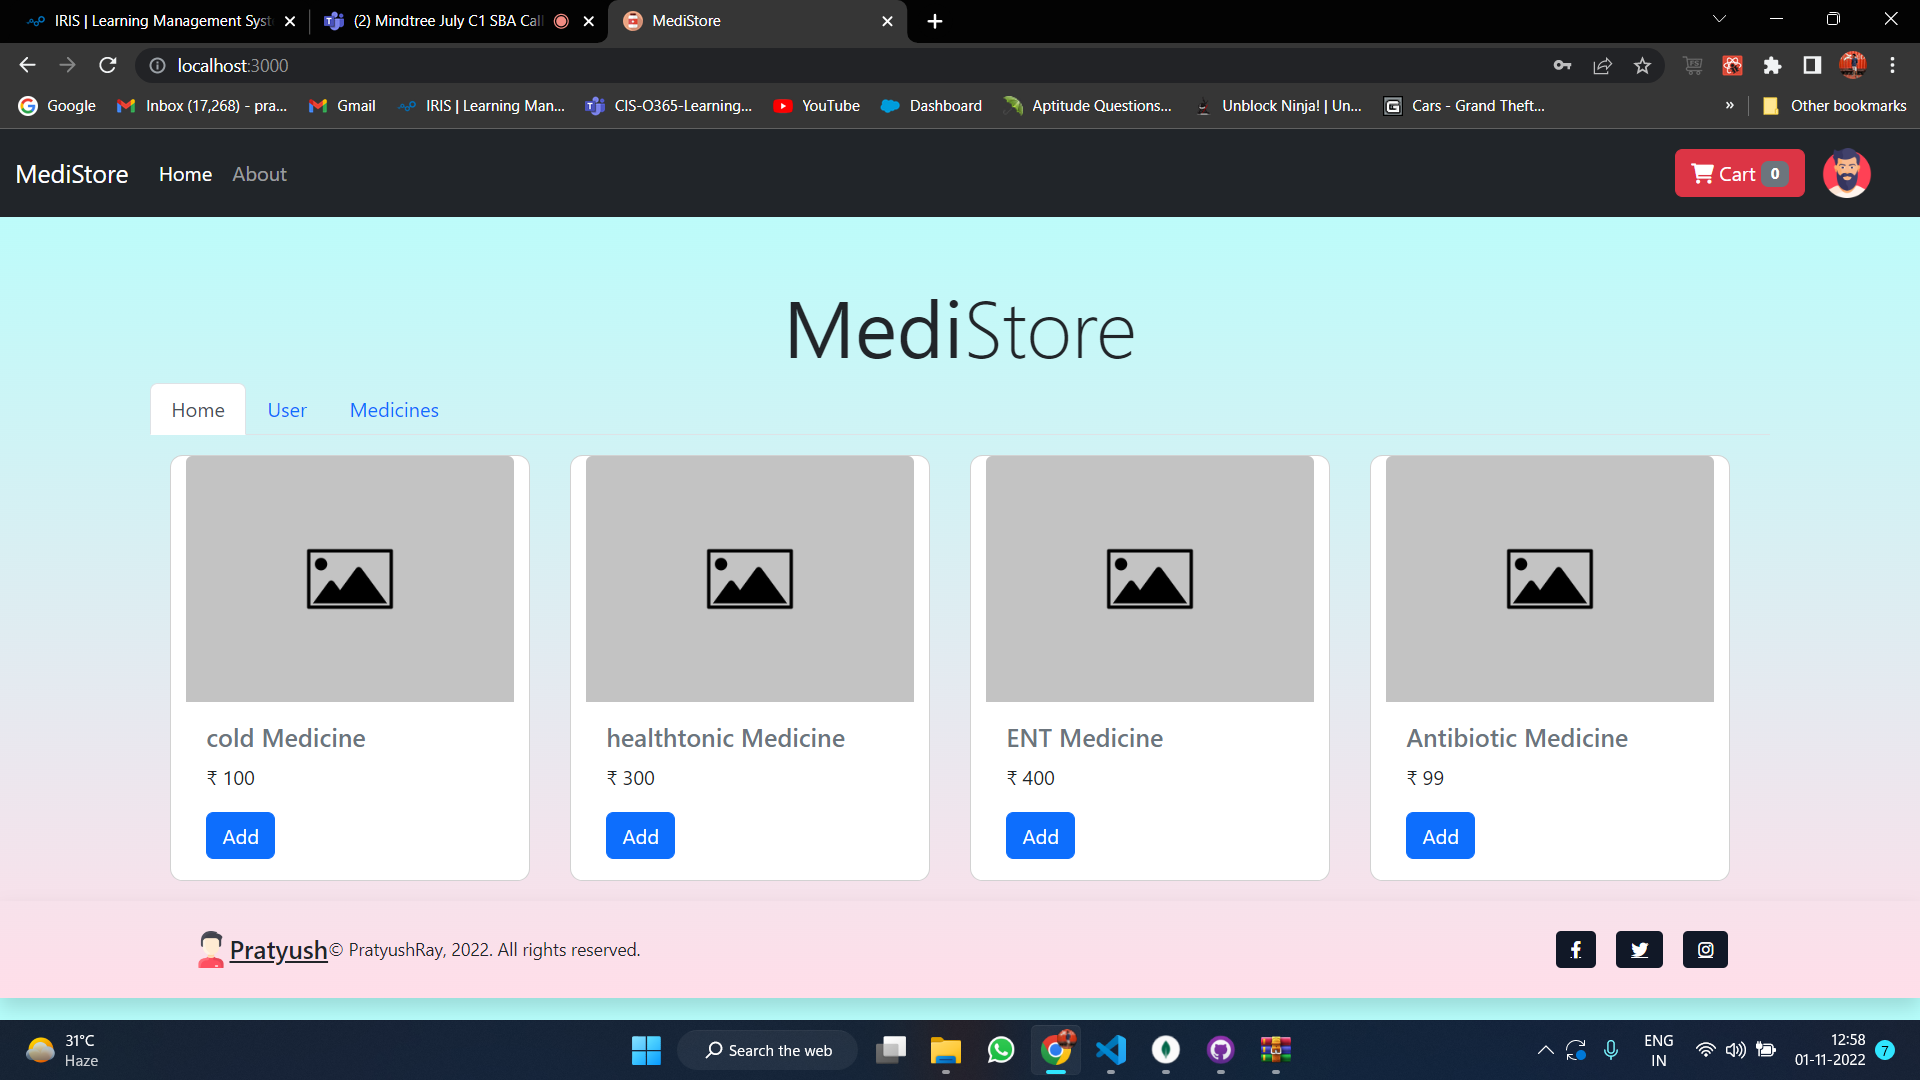 IRIS | Learning Management Syst
(2) Mindtree July C1 SBA Call
MediStore
localhost:3000
Google
Inbox (17,268) - pra...
Gmail
IRIS | Learning Man...
CIS-O365-Learning...
YouTube
Dashboard
Aptitude Questions...
Unblock Ninja! | Un...
Cars - Grand Theft...
»
Other bookmarks
MediStore
Home
About
Cart 0
MediStore
Home
User
Medicines
cold Medicine
₹ 100
Add
healthtonic Medicine
₹ 300
Add
ENT Medicine
₹ 400
Add
Antibiotic Medicine
₹ 99
Add
Pratyush© PratyushRay, 2022. All rights reserved.
31°C
Haze
Search the web
ENG
IN
12:58
01-11-2022
7